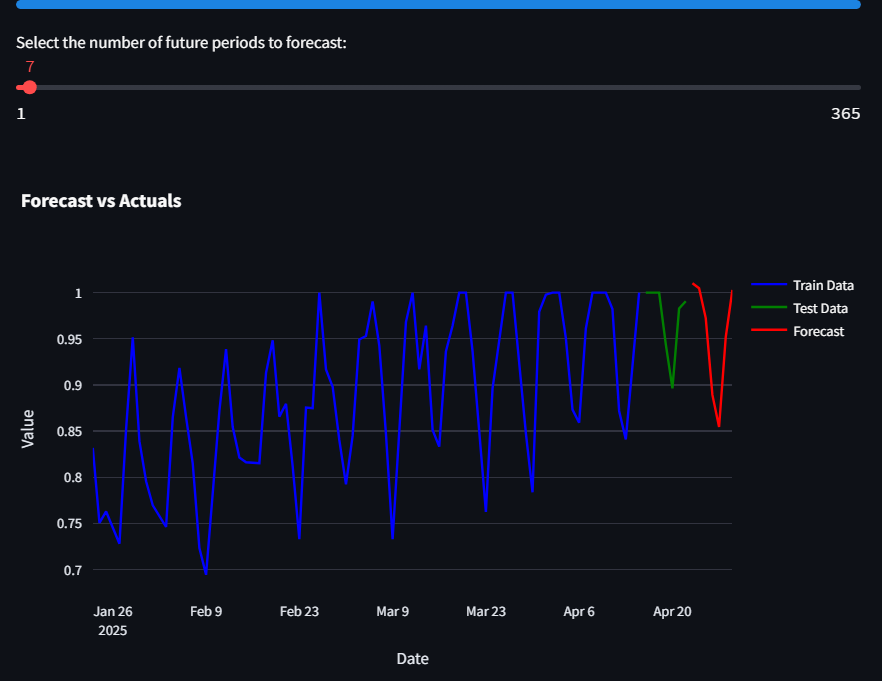 Select the number of future periods to forecast:
7
1 365
Forecast vs Actuals
1
0.95
0.9
0.85
0.8
0.75
0.7
Value
Jan 26 Feb 9 Feb 23 Mar 9 Mar 23 Apr 6 Apr 20
2025
Date
Train Data
Test Data
Forecast